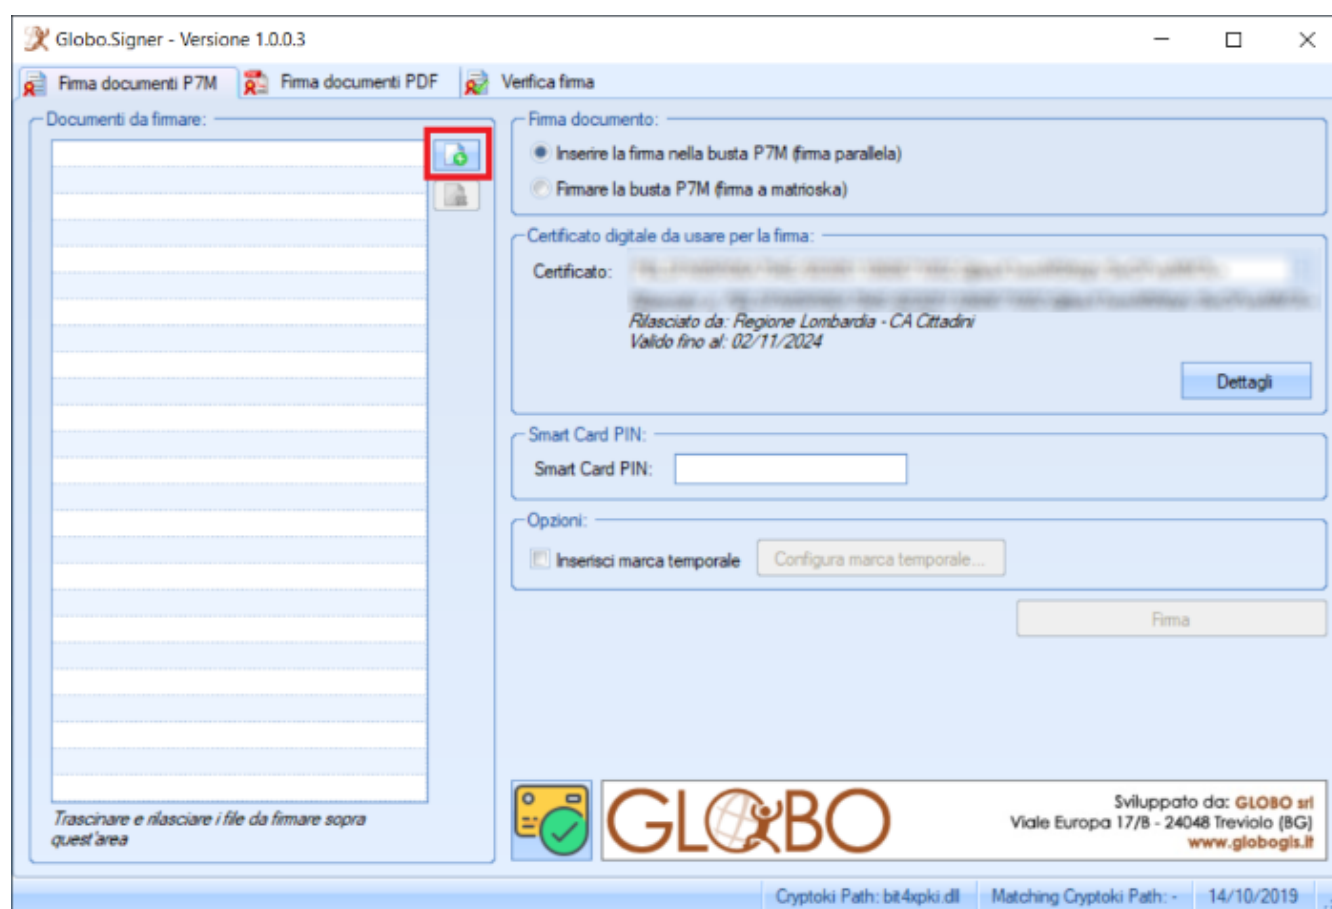 Globo.Signer - Versione 1.0.0.3
Firma documenti P7M
Firma documenti PDF
Verifica firma
Documenti da firmare:
Trascinare e rilasciare i file da firmare sopra
quest'area
Firma documento:
Inserire la firma nella busta P7M (firma parallela)
Firmare la busta P7M (firma a matrioska)
Certificato digitale da usare per la firma:
Certificato:
Rilasciato da: Regione Lombardia - CA Cittadini
Valido fino al: 02/11/2024
Dettagli
Smart Card PIN:
Smart Card PIN:
Opzioni:
Inserisci marca temporale
Configura marca temporale...
Firma
GLOBO
Sviluppato da: GLOBO srl
Viale Europa 17/B - 24048 Treviolo (BG)
www.globogis.it
Cryptoki Path: bit4xpki.dll
Matching Cryptoki Path: -
14/10/2019